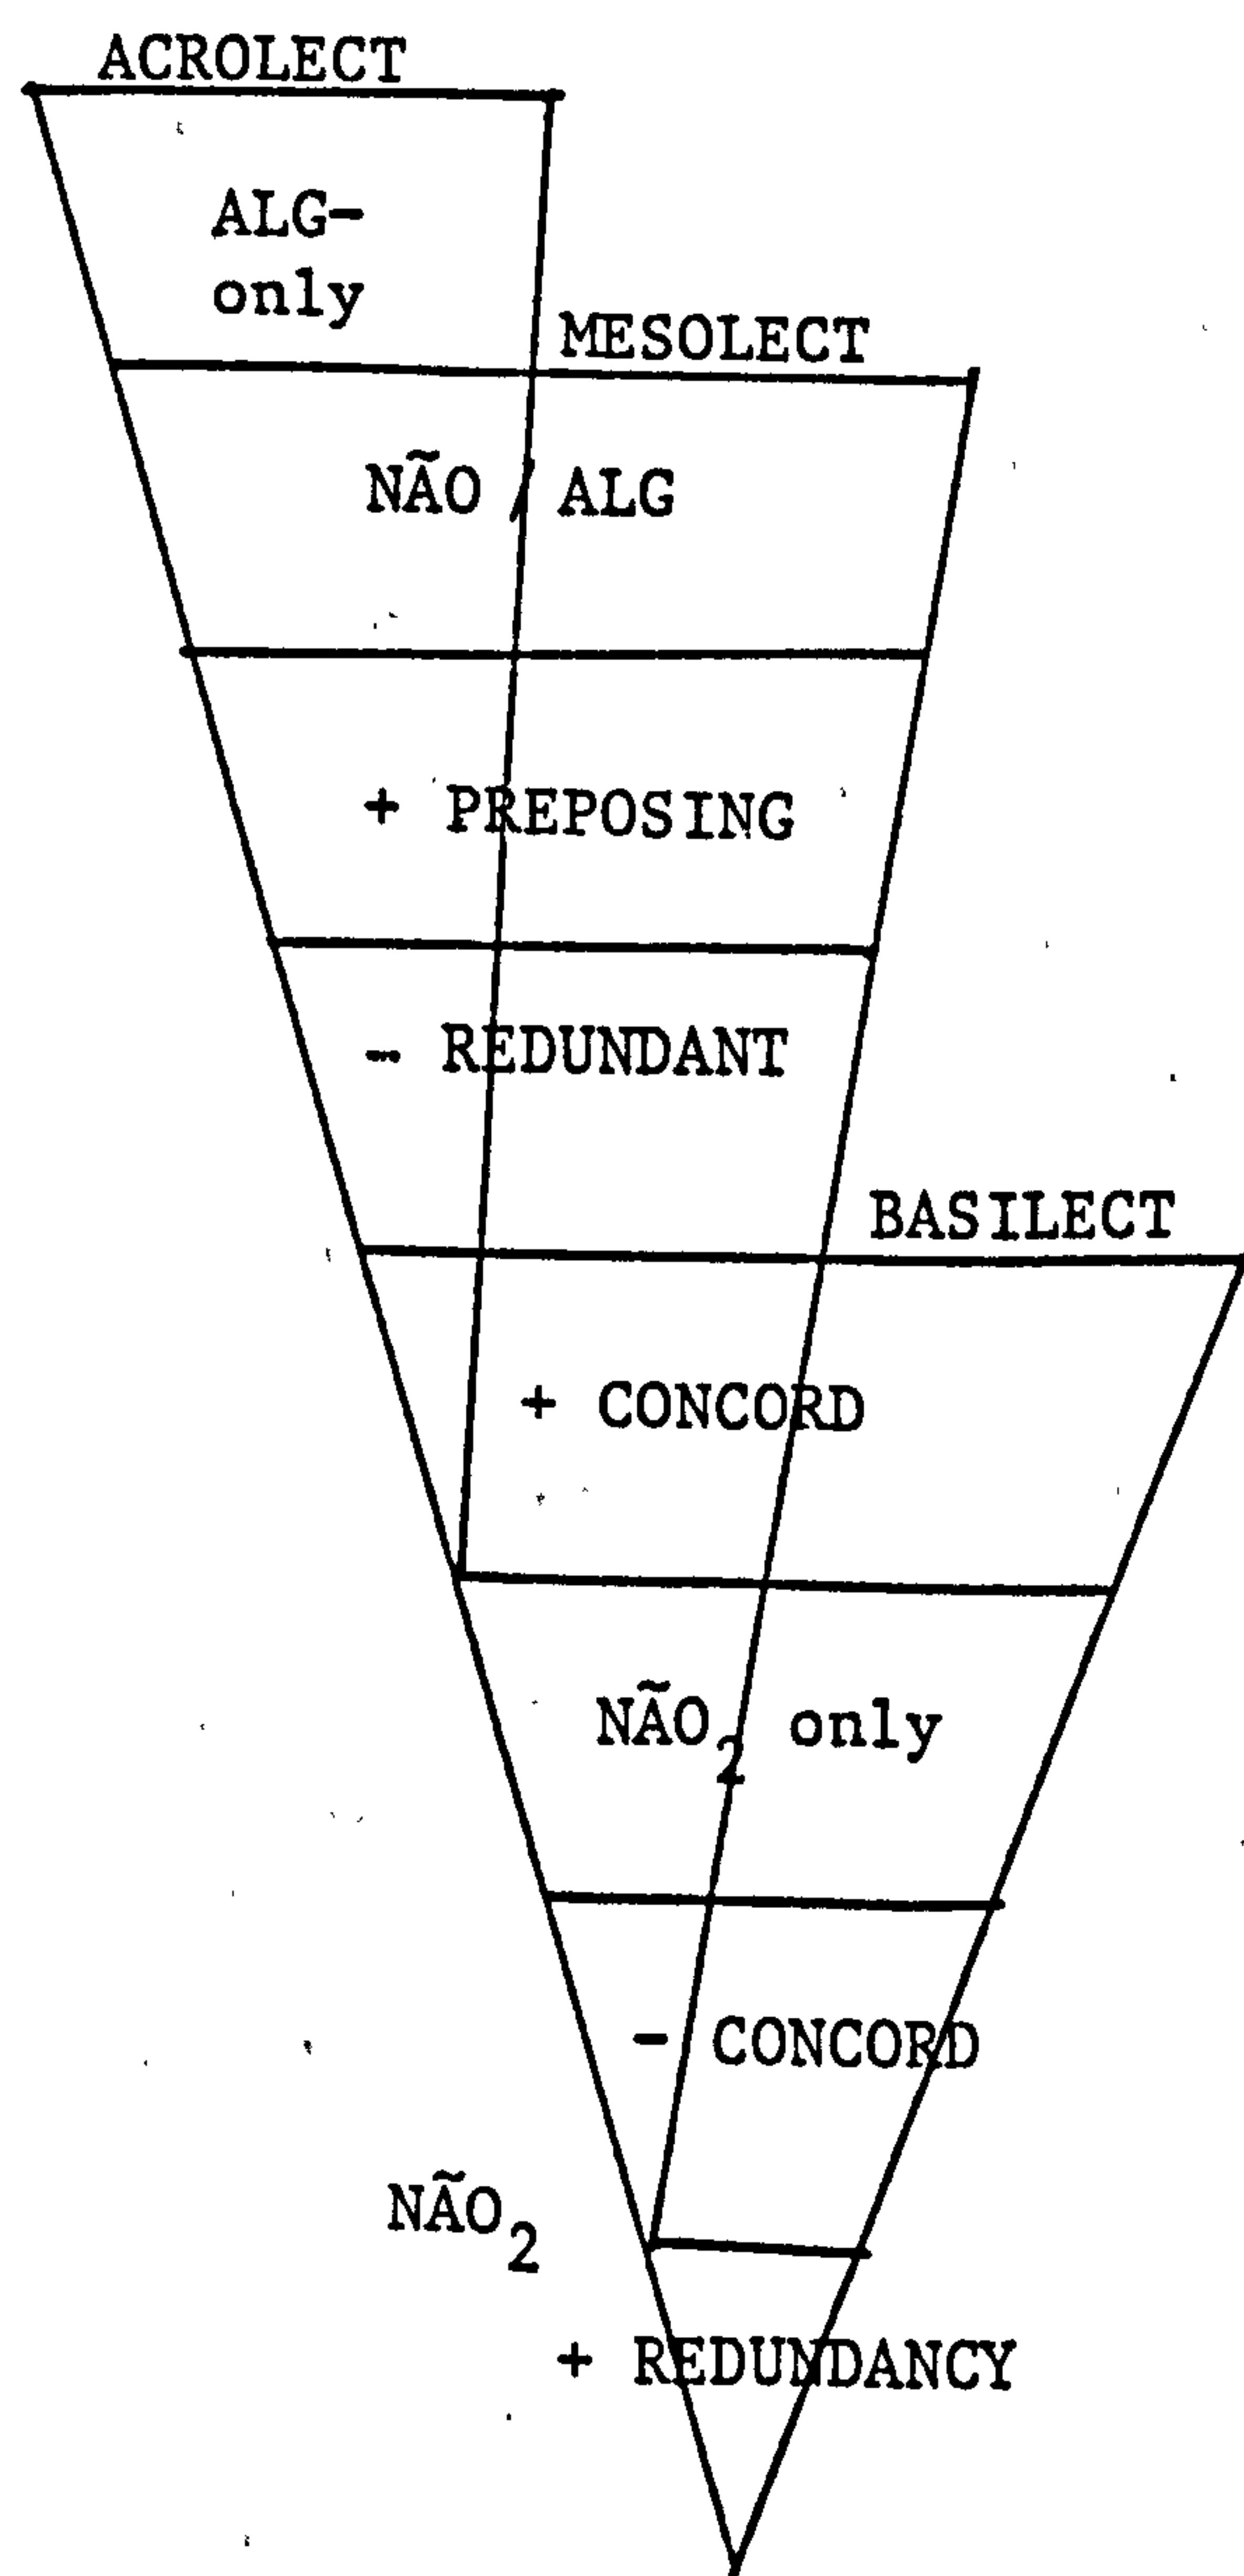 ACROLECT
ALG-
only
MESOLECT
NÃO / ALG
+ PREPOSING
- REDUNDANT
BASILECT
+ CONCORD
NÃO₂ only
- CONCORD
NÃO₂
+ REDUNDANCY